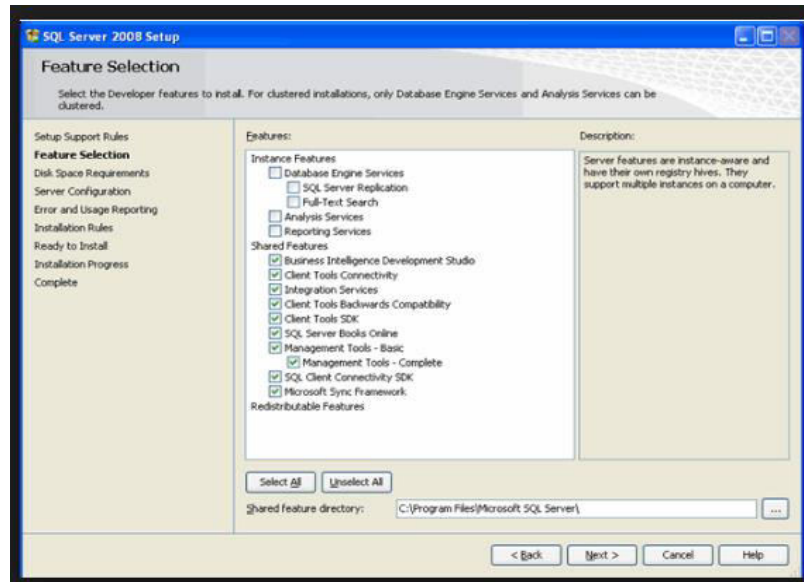 SQL Server 2008 Setup
Feature Selection
Select the Developer features to install. For clustered installations, only Database Engine Services and Analysis Services can be
clustered.
Setup Support Rules
Feature Selection
Disk Space Requirements
Server Configuration
Error and Usage Reporting
Installation Rules
Ready to Install
Installation Progress
Complete
Features:
Instance Features
Database Engine Services
SQL Server Replication
Full-Text Search
Analysis Services
Reporting Services
Shared Features
Business Intelligence Development Studio
Client Tools Connectivity
Integration Services
Client Tools Backwards Compatibility
Client Tools SDK
SQL Server Books Online
Management Tools - Basic
Management Tools - Complete
SQL Client Connectivity SDK
Microsoft Sync Framework
Redistributable Features
Description:
Server features are instance-aware and
have their own registry hives. They
support multiple instances on a computer.
Select All
Unselect All
Shared feature directory:
C:\Program Files\Microsoft SQL Server\
...
< Back
Next >
Cancel
Help